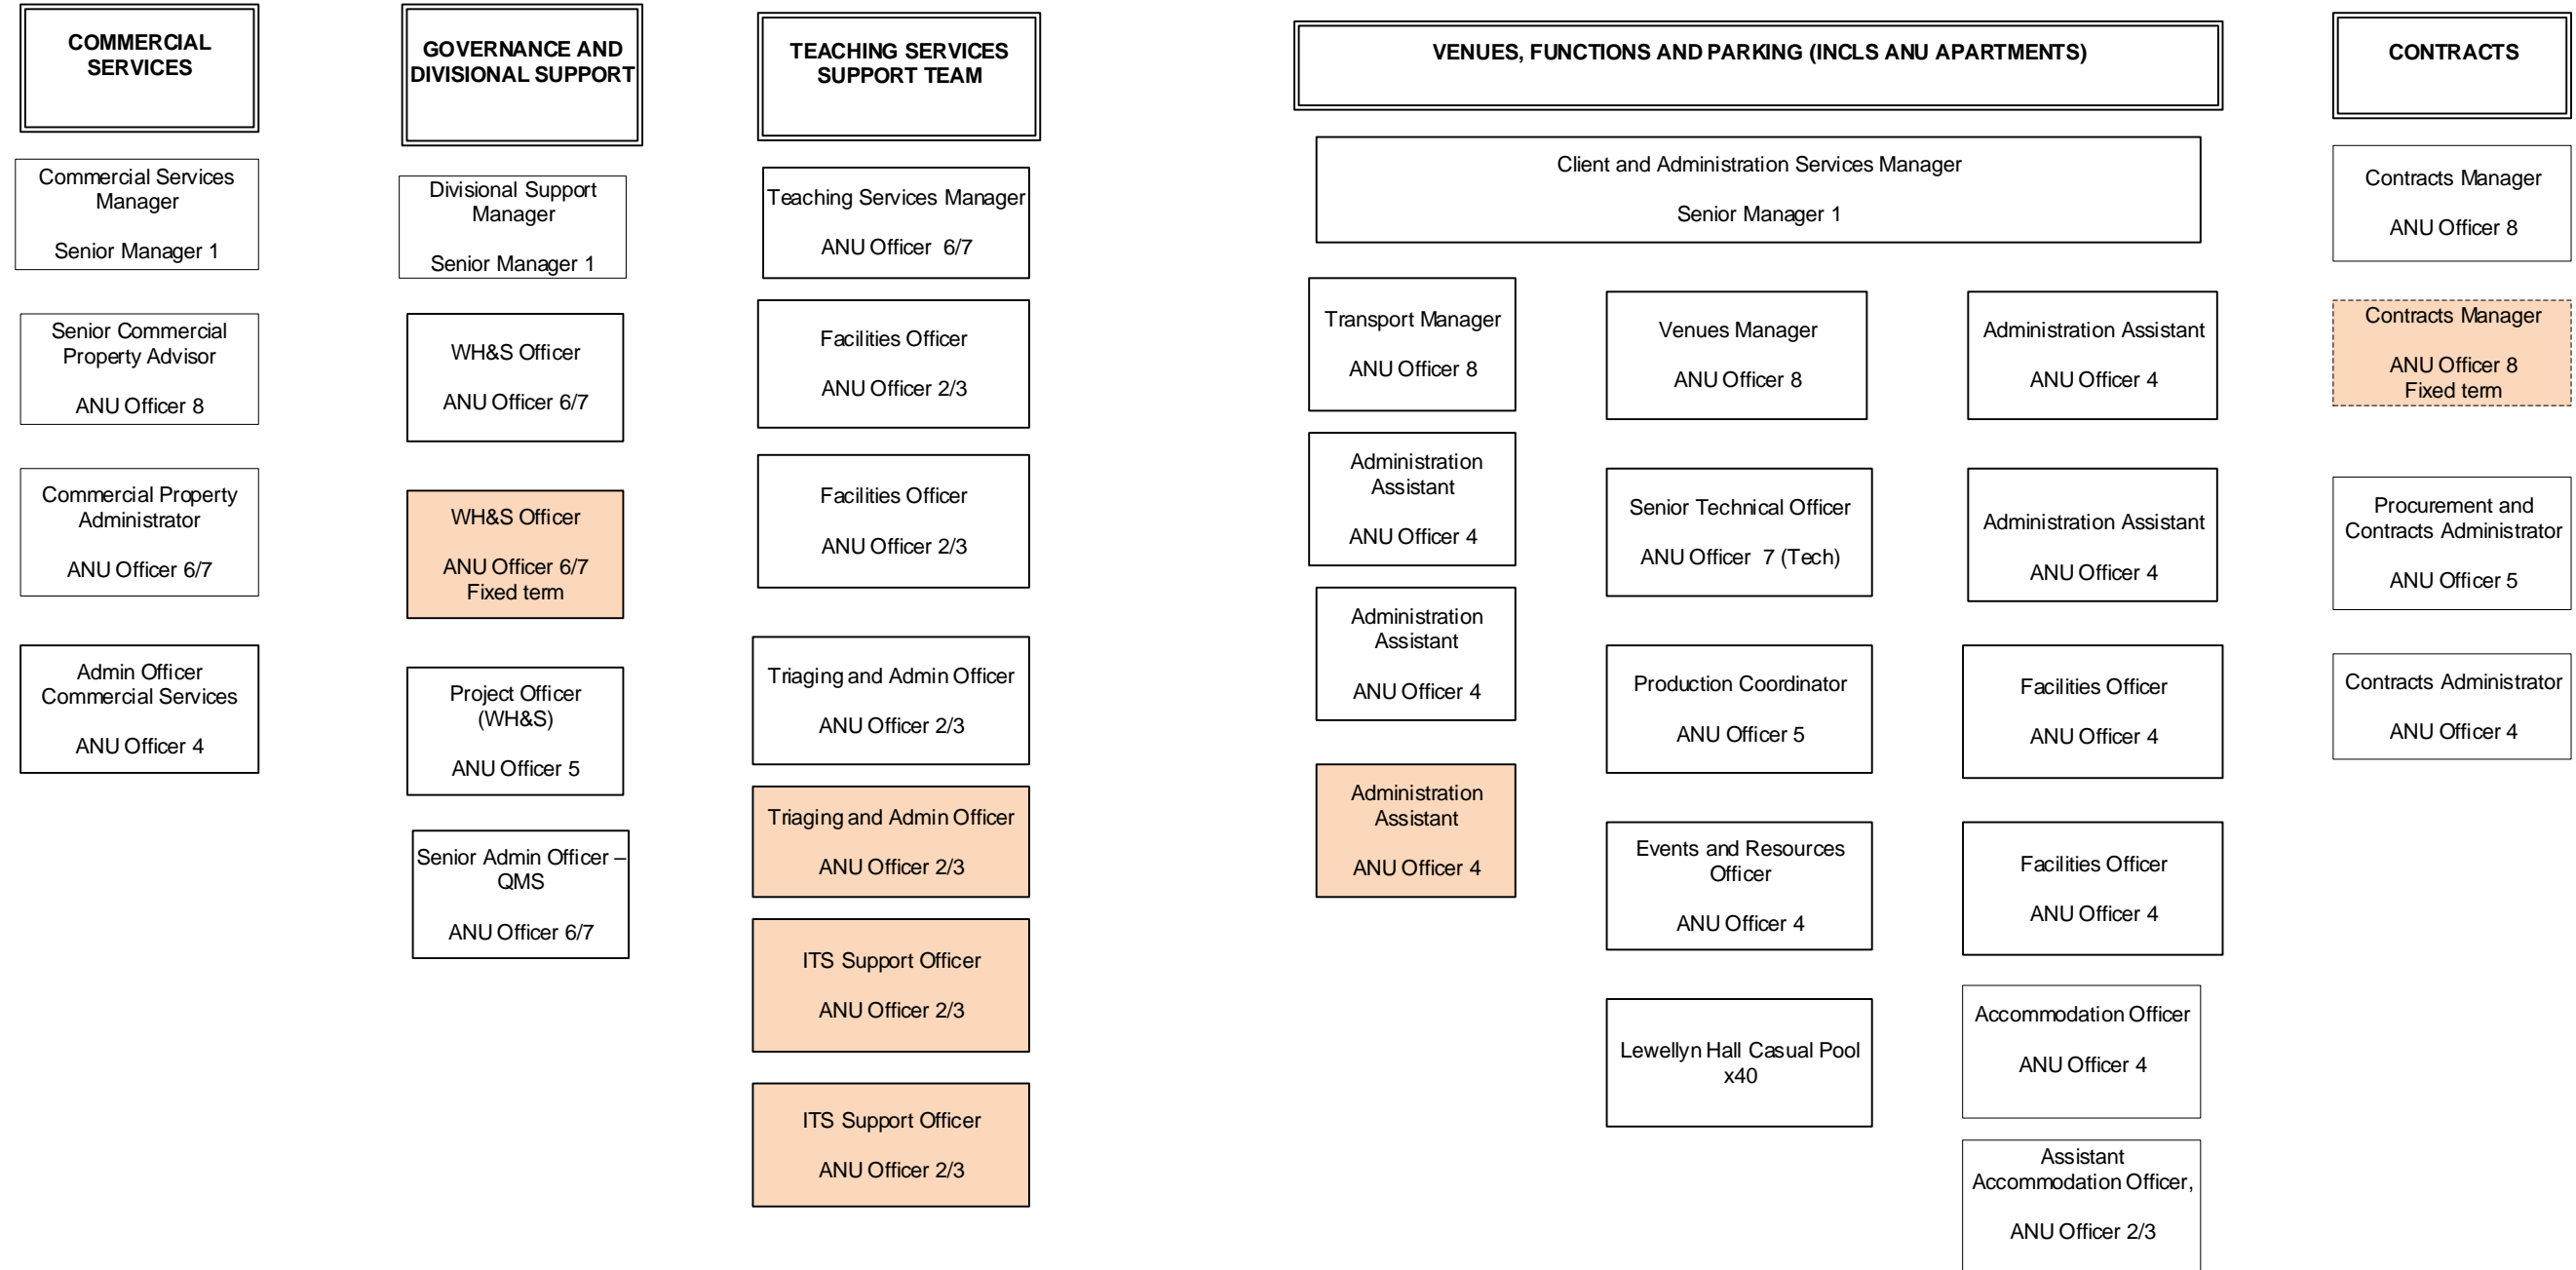 COMMERCIAL
SERVICES
Commercial Services
Manager
Senior Manager 1
Senior Commercial
Property Advisor
ANU Officer 8
Commercial Property
Administrator
ANU Officer 6/7
Admin Officer
Commercial Services
ANU Officer 4
GOVERNANCE AND
DIVISIONAL SUPPORT
Divisional Support
Manager
Senior Manager 1
WH&S Officer
ANU Officer 6/7
WH&S Officer
ANU Officer 6/7
Fixed term
Project Officer
(WH&S)
ANU Officer 5
Senior Admin Officer –
QMS
ANU Officer 6/7
TEACHING SERVICES
SUPPORT TEAM
Teaching Services Manager
ANU Officer 6/7
Facilities Officer
ANU Officer 2/3
Facilities Officer
ANU Officer 2/3
Triaging and Admin Officer
ANU Officer 2/3
Triaging and Admin Officer
ANU Officer 2/3
ITS Support Officer
ANU Officer 2/3
ITS Support Officer
ANU Officer 2/3
VENUES, FUNCTIONS AND PARKING (INCLS ANU APARTMENTS)
Client and Administration Services Manager
Senior Manager 1
Transport Manager
ANU Officer 8
Administration
Assistant
ANU Officer 4
Administration
Assistant
ANU Officer 4
Administration
Assistant
ANU Officer 4
Venues Manager
ANU Officer 8
Senior Technical Officer
ANU Officer 7 (Tech)
Production Coordinator
ANU Officer 5
Events and Resources
Officer
ANU Officer 4
Lewellyn Hall Casual Pool
x40
Administration Assistant
ANU Officer 4
Administration Assistant
ANU Officer 4
Facilities Officer
ANU Officer 4
Facilities Officer
ANU Officer 4
Accommodation Officer
ANU Officer 4
Assistant
Accommodation Officer,
ANU Officer 2/3
CONTRACTS
Contracts Manager
ANU Officer 8
Contracts Manager
ANU Officer 8
Fixed term
Procurement and
Contracts Administrator
ANU Officer 5
Contracts Administrator
ANU Officer 4